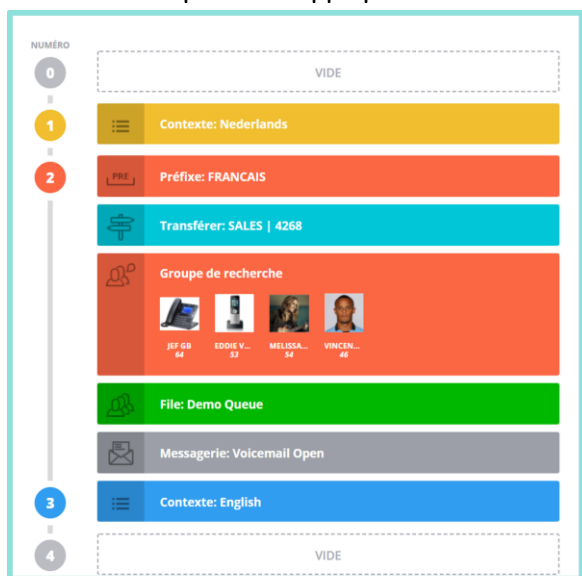 NUMÉRO
0
VIDE
1
Contexte: Nederlands
2
PRE
Préfixe: FRANCAIS
Transférer: SALES | 4268
Groupe de recherche
JEF GB
64
EDDIE V...
53
MELISSA...
54
VINCEN...
46
File: Demo Queue
Messagerie: Voicemail Open
3
Contexte: English
4
VIDE